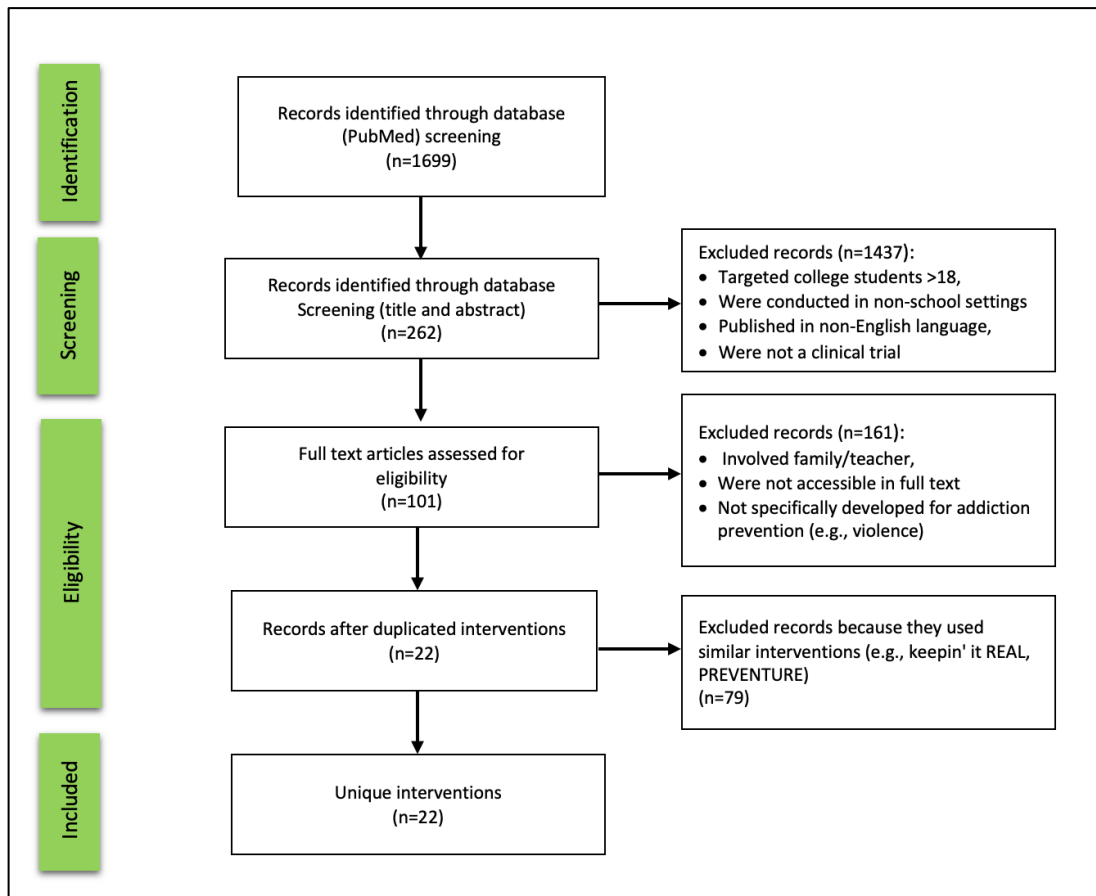 Identification
Records identified through database
(PubMed) screening
(n=1699)
Screening
Records identified through database
Screening (title and abstract)
(n=262)
Excluded records (n=1437):
• Targeted college students >18,
• Were conducted in non-school settings
• Published in non-English language,
• Were not a clinical trial
Eligibility
Full text articles assessed for
eligibility
(n=101)
Excluded records (n=161):
• Involved family/teacher,
• Were not accessible in full text
• Not specifically developed for addiction
prevention (e.g., violence)
Records after duplicated interventions
(n=22)
Excluded records because they used
similar interventions (e.g., keepin' it REAL,
PREVENTURE)
(n=79)
Included
Unique interventions
(n=22)